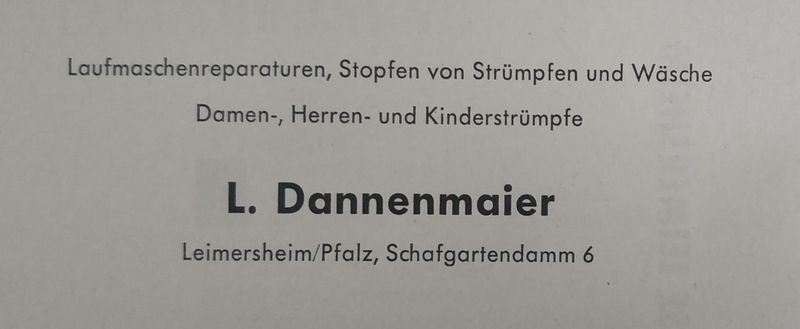 Laufmaschenreparaturen, Stopfen von Strümpfen und Wäsche
Damen-, Herren- und Kinderstrümpfe
L. Dannenmaier
Leimersheim/Pfalz, Schafgartendamm 6